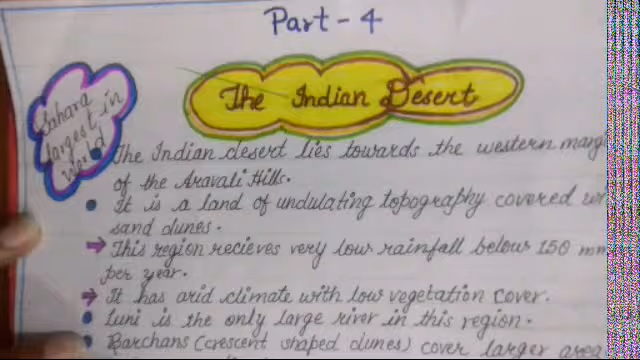 Part - 4
The Indian Desert
Sahara
largest in
world
The Indian desert lies towards the western
of the Aravali Hills.
It is a land of undulating topography covered
sand dunes.
This region recieves very low rainfall below 150 mm
per year.
It has arid climate with low vegetation cover.
Luni is the only large river in this region.
Barchans (crescent shaped dunes) cover larger